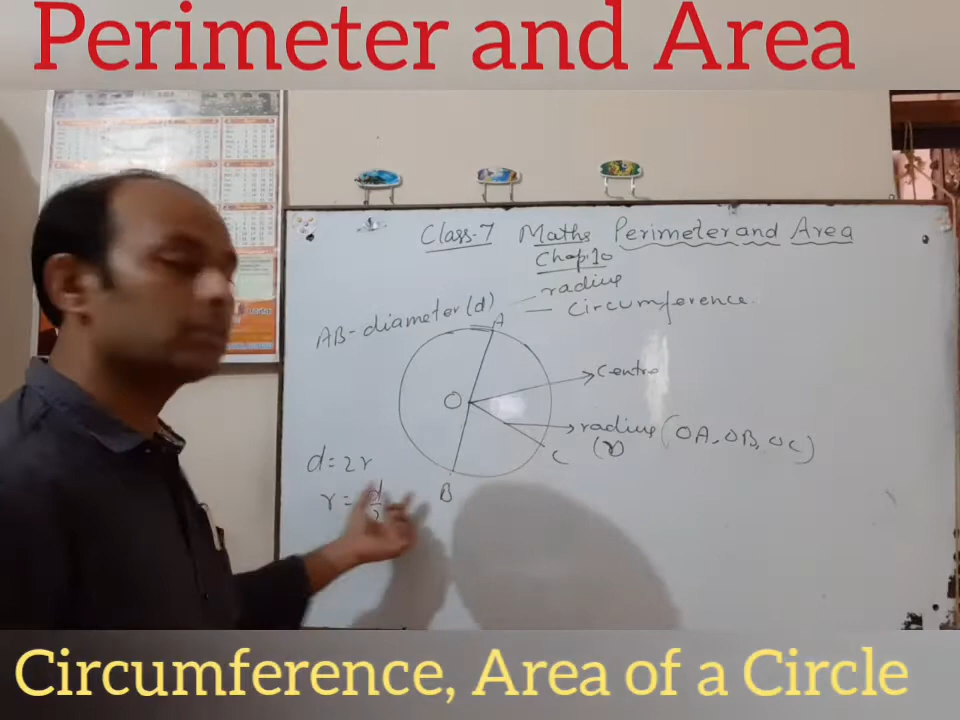 Perimeter and Area
Class-7 Maths Perimeter and Area
Chap.10
radius
AB-diameter(d) — circumference.
A
O
centre
radius (OA, OB, OC)
(r)
C
d=2r
r=d/2
B
Circumference, Area of a Circle